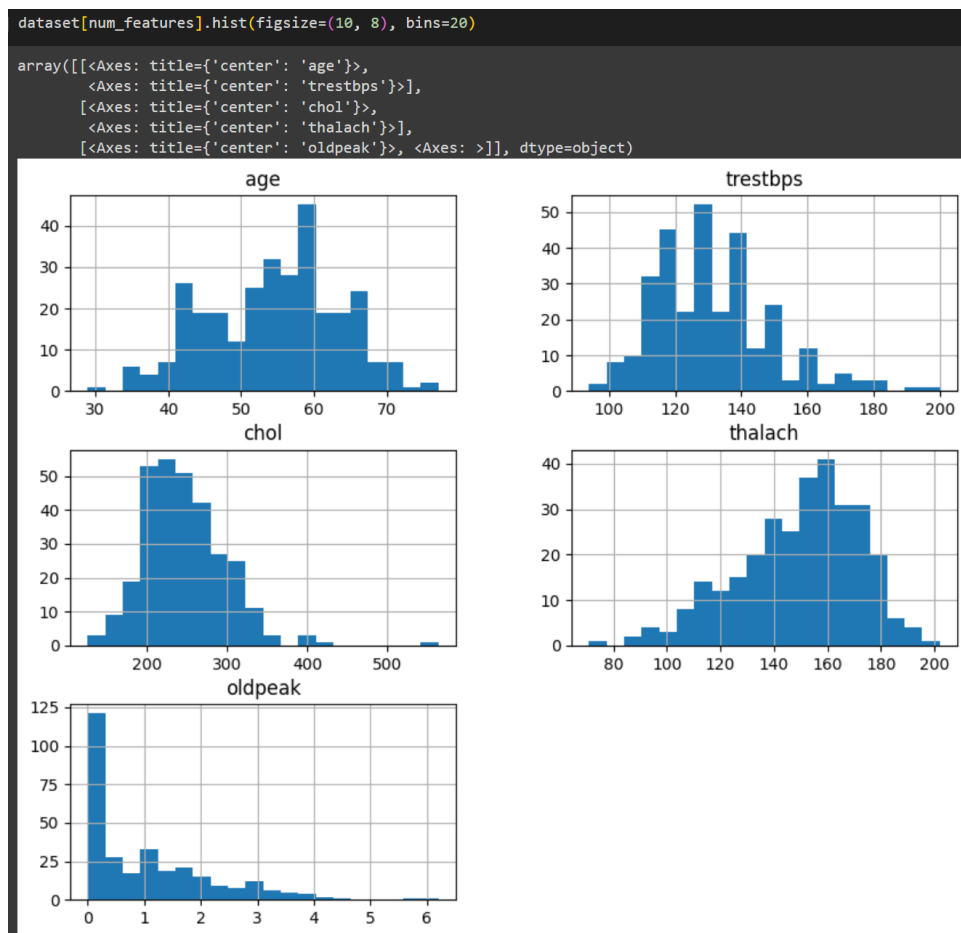 dataset[num_features].hist(figsize=(10, 8), bins=20)
array([[<Axes: title={'center': 'age'}>,
        <Axes: title={'center': 'trestbps'}>],
       [<Axes: title={'center': 'chol'}>,
        <Axes: title={'center': 'thalach'}>],
       [<Axes: title={'center': 'oldpeak'}>, <Axes: >]], dtype=object)
age
40
30
20
10
0
30 40 50 60 70
trestbps
50
40
30
20
10
0
100 120 140 160 180 200
chol
50
40
30
20
10
0
200 300 400 500
thalach
40
30
20
10
0
80 100 120 140 160 180 200
oldpeak
125
100
75
50
25
0
0 1 2 3 4 5 6